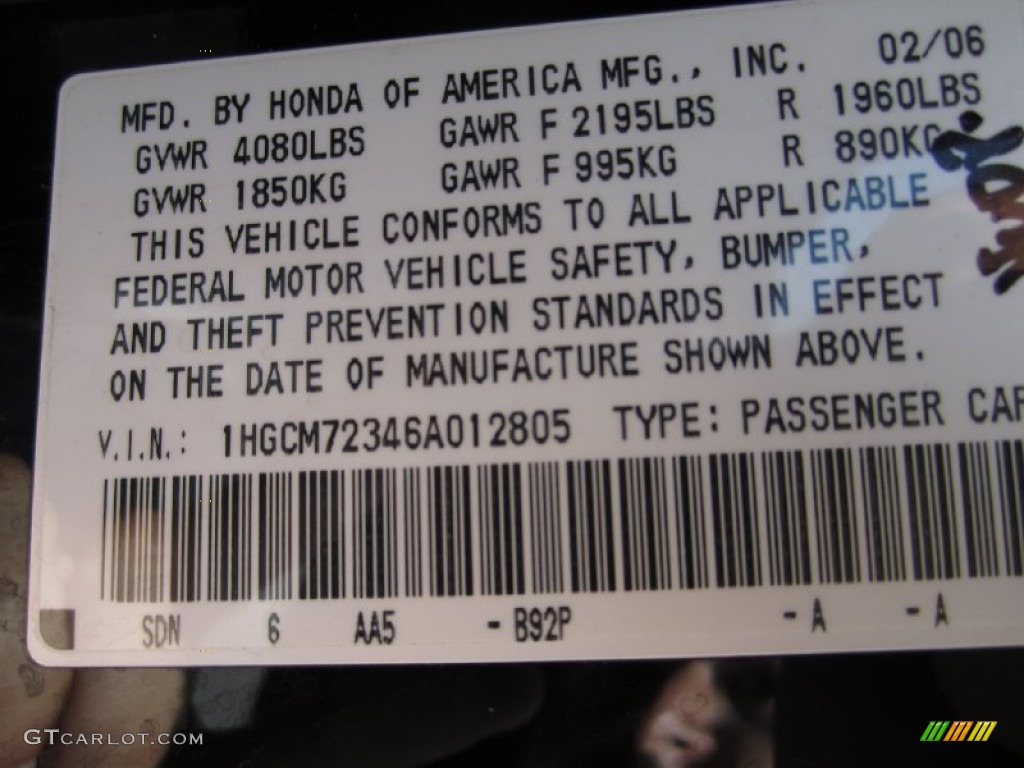 MFD. BY HONDA OF AMERICA MFG., INC. 02/06
GVWR 4080LBS GAWR F 2195LBS R 1960LBS
GVWR 1850KG GAWR F 995KG R 890KG
THIS VEHICLE CONFORMS TO ALL APPLICABLE
FEDERAL MOTOR VEHICLE SAFETY, BUMPER,
AND THEFT PREVENTION STANDARDS IN EFFECT
ON THE DATE OF MANUFACTURE SHOWN ABOVE.
V.I.N.: 1HGCM72346A012805 TYPE: PASSENGER CAR
SDN 6 AA5 - B92P - A - A
GTCARLOT.COM